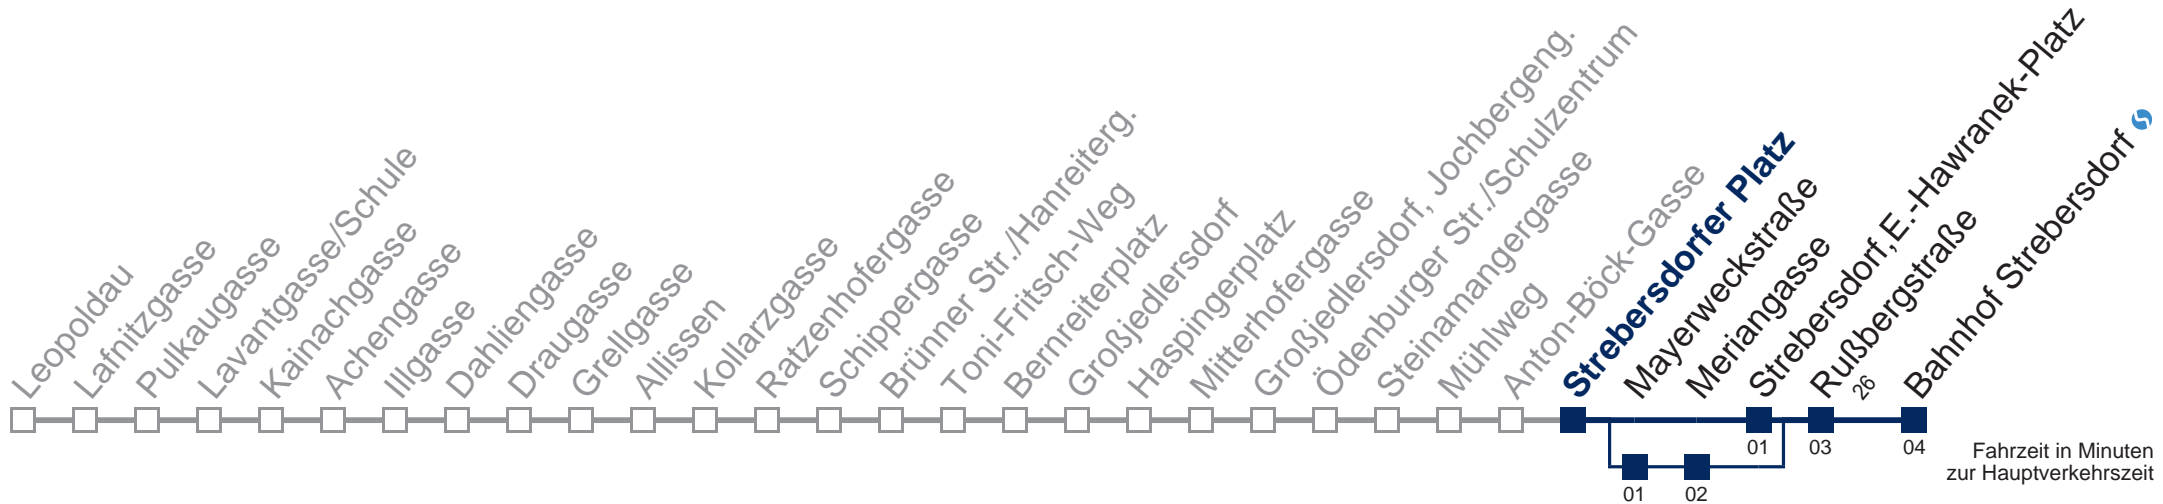 Leopoldau
Lafnitzgasse
Pulkaugasse
Lavantgasse/Schule
Kainachgasse
Achengasse
Illgasse
Dahliengasse
Draugasse
Grellgasse
Allissen
Kollarzgasse
Ratzenhofergasse
Schippergasse
Brünner Str./Hanreiterg.
Toni-Fritsch-Weg
Bernreiterplatz
Großjedlersdorf
Haspingerplatz
Mitterhofergasse
Großjedlersdorf, Jochbergeng.
Ödenburger Str./Schulzentrum
Steinamangergasse
Mühlweg
Anton-Böck-Gasse
Strebersdorfer Platz
Mayerweckstraße
Meriangasse
Strebersdorf,E.-Hawranek-Platz
Rußbergstraße
26
Bahnhof Strebersdorf
01
03
04
01
02
Fahrzeit in Minuten
zur Hauptverkehrszeit